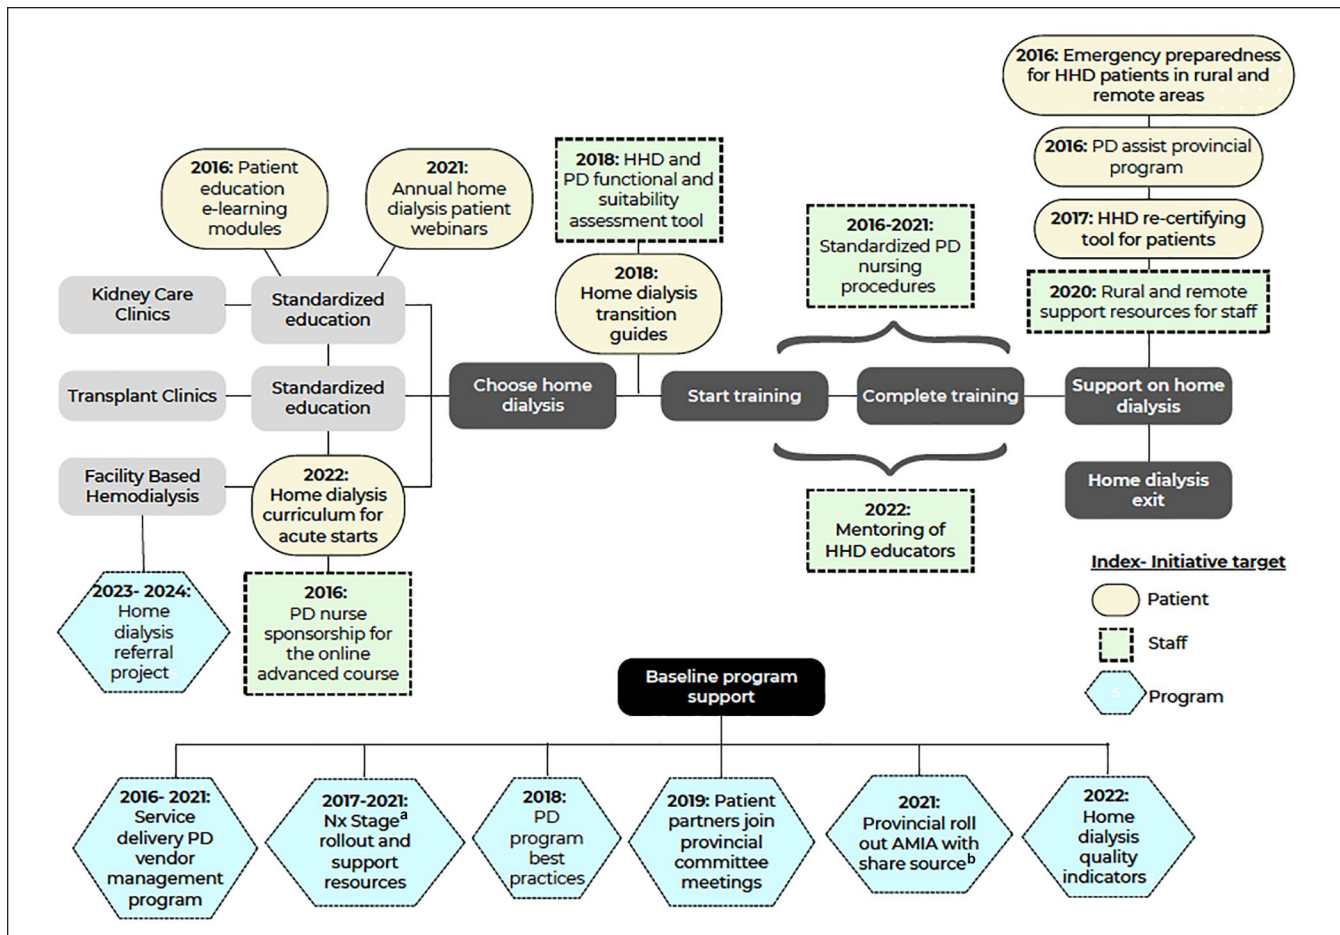 2016: Emergency preparedness
for HHD patients in rural and
remote areas
2016: PD assist provincial
program
2017: HHD re-certifying
tool for patients
2020: Rural and remote
support resources for staff
2016: Patient
education
e-learning
modules
2021:
Annual home
dialysis patient
webinars
2018: HHD and
PD functional and
suitability
assessment tool
2018:
Home dialysis
transition
guides
2016-2021:
Standardized PD
nursing
procedures
Kidney Care
Clinics
Standardized
education
Transplant Clinics
Standardized
education
Choose home
dialysis
Start training
Complete training
Support on home
dialysis
Facility Based
Hemodialysis
2022:
Home dialysis
curriculum for
acute starts
Home dialysis
exit
2022:
Mentoring of
HHD educators
2023- 2024:
Home
dialysis
referral
projects
2016:
PD nurse
sponsorship for
the online
advanced course
Index- Initiative target
Patient
Staff
s
Program
Baseline program
support
2016- 2021:
Service
delivery PD
vendor
management
program
2017-2021:
Nx Stageª
rollout and
support
resources
2018:
PD
program
best
practices
2019: Patient
partners join
provincial
committee
meetings
2021:
Provincial roll
out AMIA with
share sourceᵇ
2022:
Home
dialysis
quality
indicators